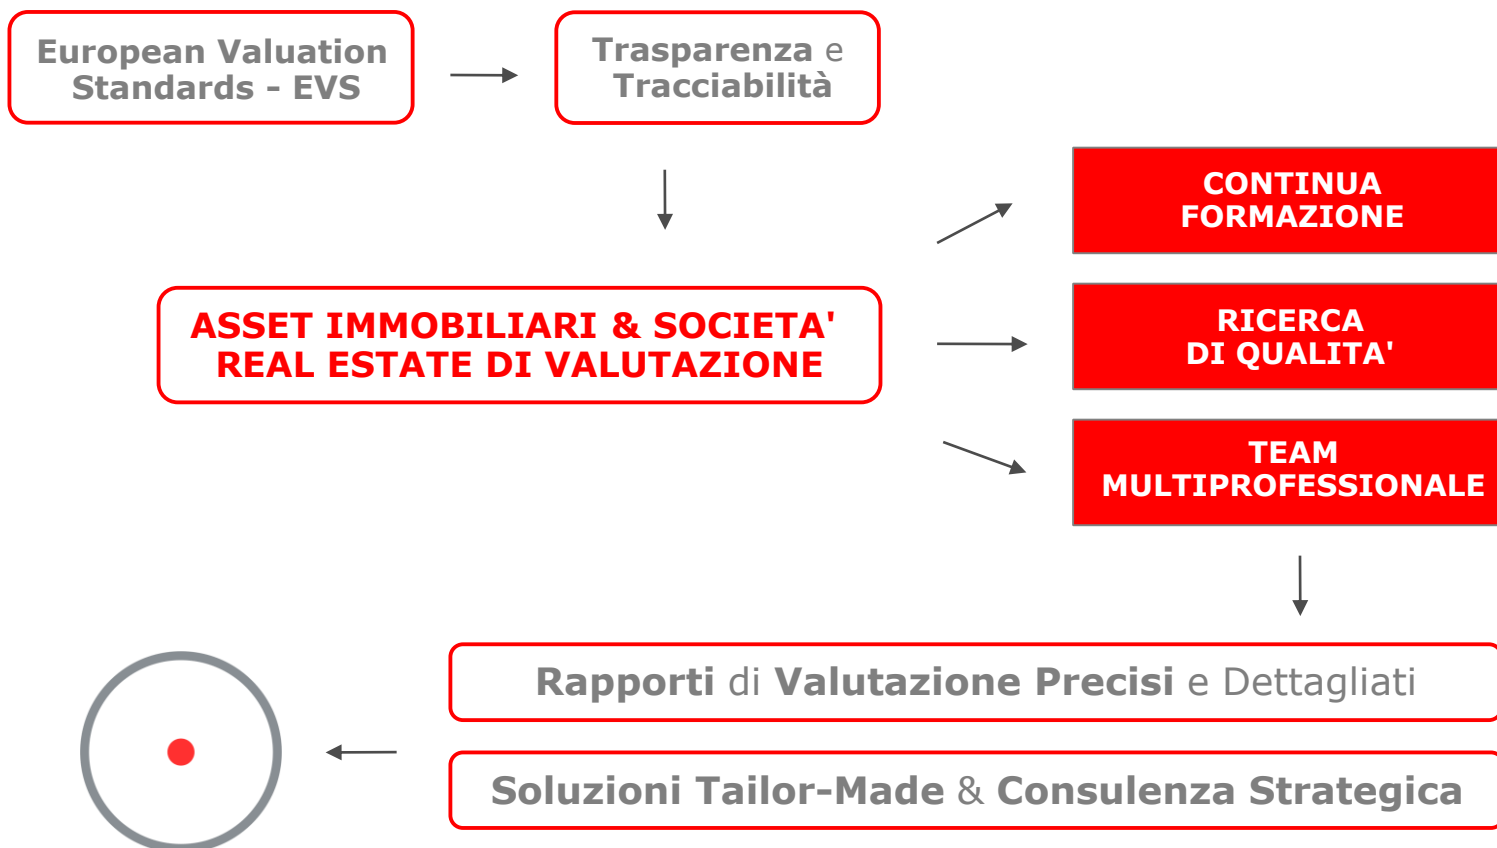 European Valuation
Standards - EVS
Trasparenza e
Tracciabilità
CONTINUA
FORMAZIONE
ASSET IMMOBILIARI & SOCIETA'
REAL ESTATE DI VALUTAZIONE
RICERCA
DI QUALITA'
TEAM
MULTIPROFESSIONALE
Rapporti di Valutazione Precisi e Dettagliati
Soluzioni Tailor-Made & Consulenza Strategica